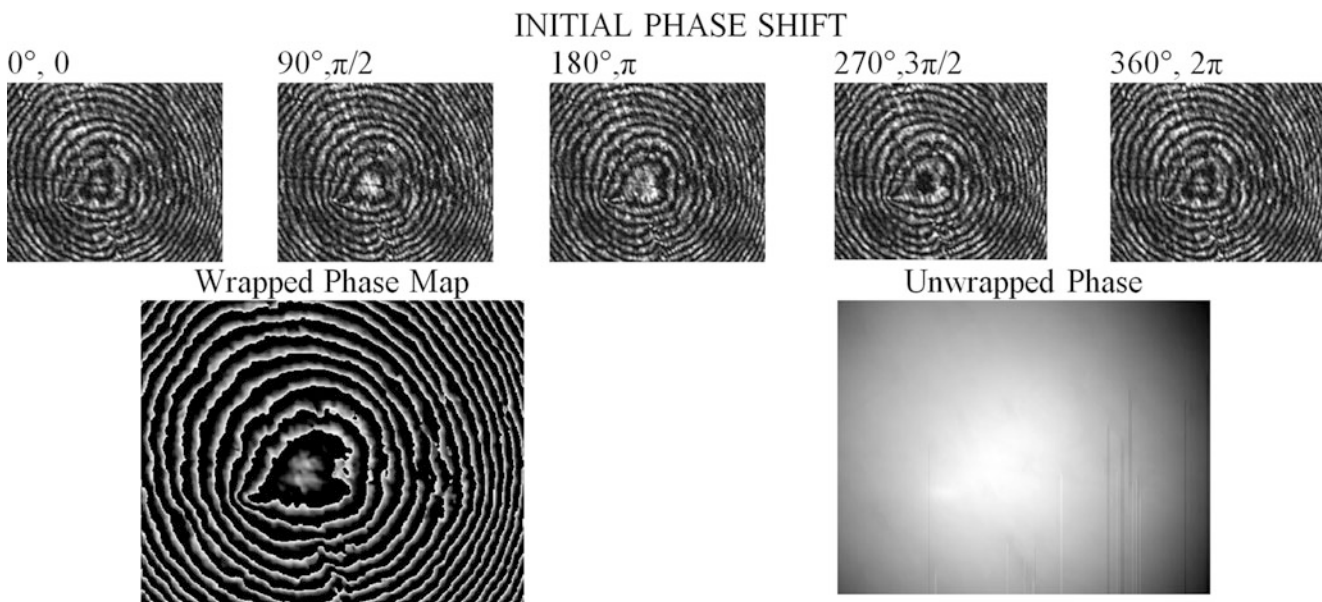 INITIAL PHASE SHIFT
0°, 0
90°,π/2
180°,π
270°,3π/2
360°, 2π
Wrapped Phase Map
Unwrapped Phase